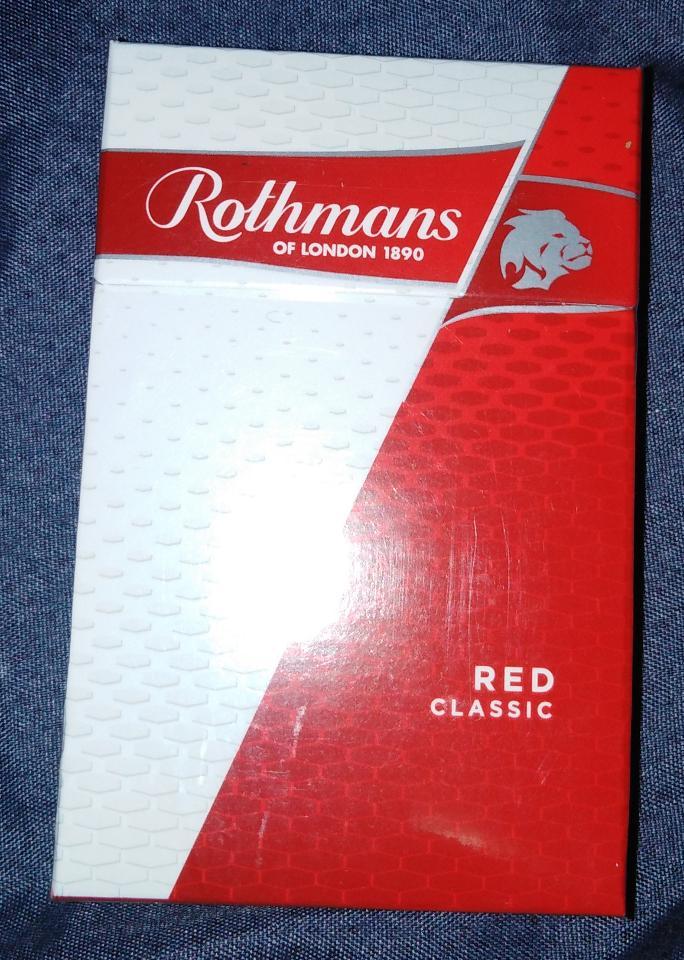 Rothmans
OF LONDON 1890
RED
CLASSIC